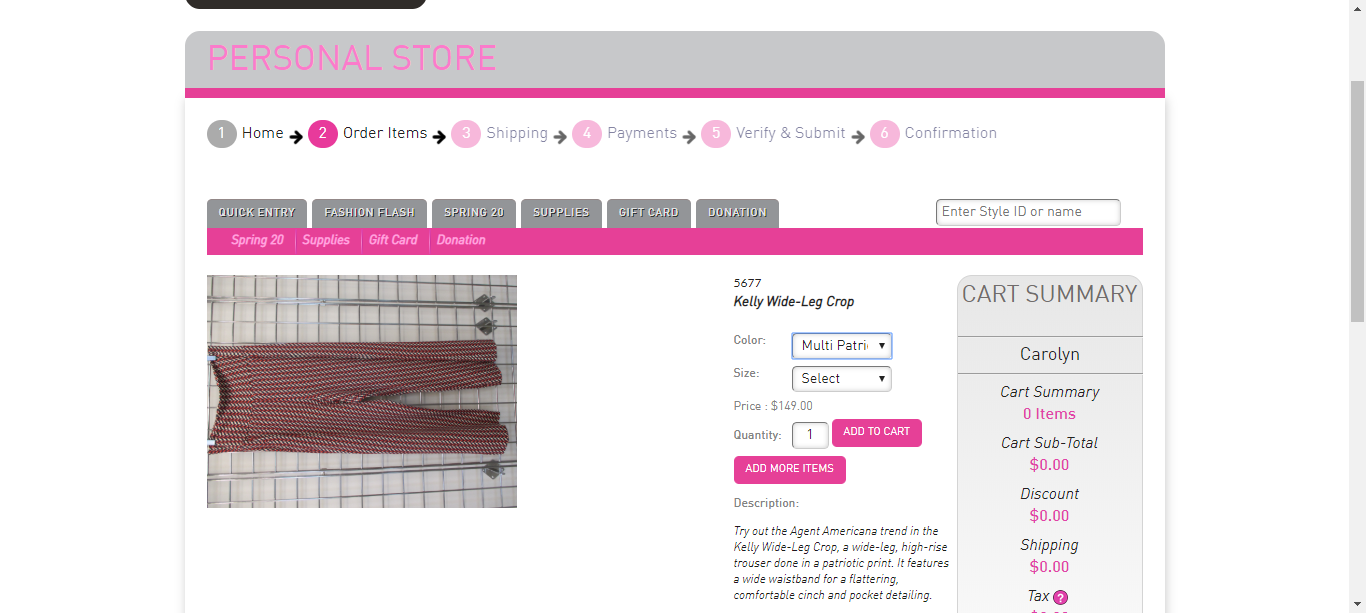 PERSONAL STORE
1 Home 2 Order Items 3 Shipping 4 Payments 5 Verify & Submit 6 Confirmation
QUICK ENTRY FASHION FLASH SPRING 20 SUPPLIES GIFT CARD DONATION
Enter Style ID or name
Spring 20 Supplies Gift Card Donation
5677
Kelly Wide-Leg Crop
Color: Multi Patri
Size: Select
Price : $149.00
Quantity: 1 ADD TO CART
ADD MORE ITEMS
Description:
Try out the Agent Americana trend in the
Kelly Wide-Leg Crop, a wide-leg, high-rise
trouser done in a patriotic print. It features
a wide waistband for a flattering,
comfortable cinch and pocket detailing.
CART SUMMARY
Carolyn
Cart Summary
0 Items
Cart Sub-Total
$0.00
Discount
$0.00
Shipping
$0.00
Tax ?